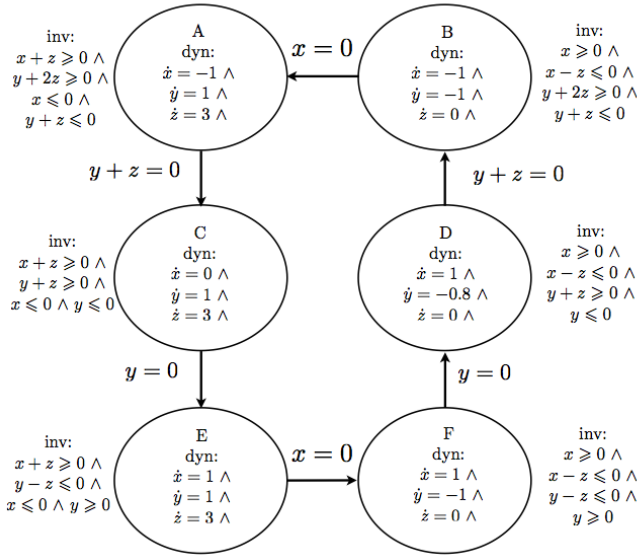 inv:
x + z ⩾ 0 ∧
y + 2z ⩾ 0 ∧
x ⩽ 0 ∧
y + z ⩽ 0
A
dyn:
ẋ = −1 ∧
ẏ = 1 ∧
ż = 3 ∧
x = 0
B
dyn:
ẋ = −1 ∧
ẏ = −1 ∧
ż = 0 ∧
inv:
x ⩾ 0 ∧
x − z ⩽ 0 ∧
y + 2z ⩾ 0 ∧
y + z ⩽ 0
y + z = 0
y + z = 0
inv:
x + z ⩾ 0 ∧
y + z ⩾ 0 ∧
x ⩽ 0 ∧ y ⩽ 0
C
dyn:
ẋ = 0 ∧
ẏ = 1 ∧
ż = 3 ∧
D
dyn:
ẋ = 1 ∧
ẏ = −0.8 ∧
ż = 0 ∧
inv:
x ⩾ 0 ∧
x − z ⩽ 0 ∧
y + z ⩾ 0 ∧
y ⩽ 0
y = 0
y = 0
inv:
x + z ⩾ 0 ∧
y − z ⩽ 0 ∧
x ⩽ 0 ∧ y ⩾ 0
E
dyn:
ẋ = 1 ∧
ẏ = 1 ∧
ż = 3 ∧
x = 0
F
dyn:
ẋ = 1 ∧
ẏ = −1 ∧
ż = 0 ∧
inv:
x ⩾ 0 ∧
x − z ⩽ 0 ∧
y − z ⩽ 0 ∧
y ⩾ 0